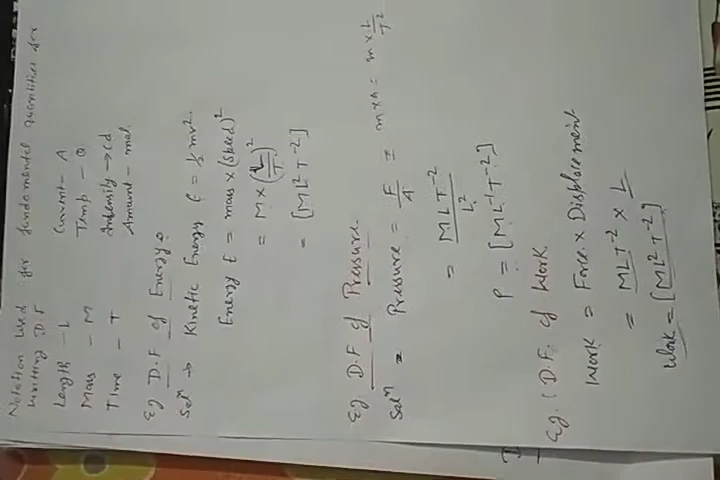 Notation used for fundamental quantities for
writing D.F
Length - L Current - A
Mass - M Temp - θ
Time - T Intensity → Cd
Amount - mol.
Eg D.F of Energy.
Solⁿ → Kinetic Energy E = ½ mv².
Energy E = mass × (speed)²
= M × (L/T)²
= [ML²T⁻²]
Eg. D.F of Pressure.
Solⁿ = Pressure = F/A = m×a = m × L/T²
= MLT⁻²/L²
P = [ML⁻¹T⁻²]
Eg. : D.F. of Work.
Work = Force × Displacement
= MLT⁻² × L
Work = [ML²T⁻²]